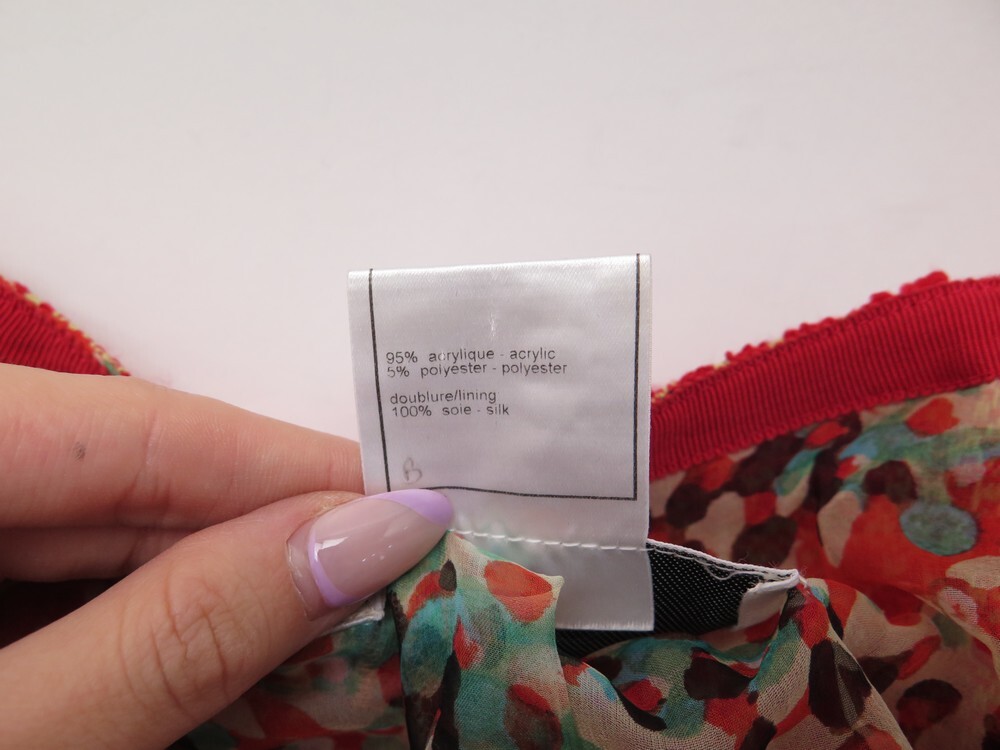 95% acrylique - acrylic
5% polyester - polyester
doublure/lining
100% soie - silk
B